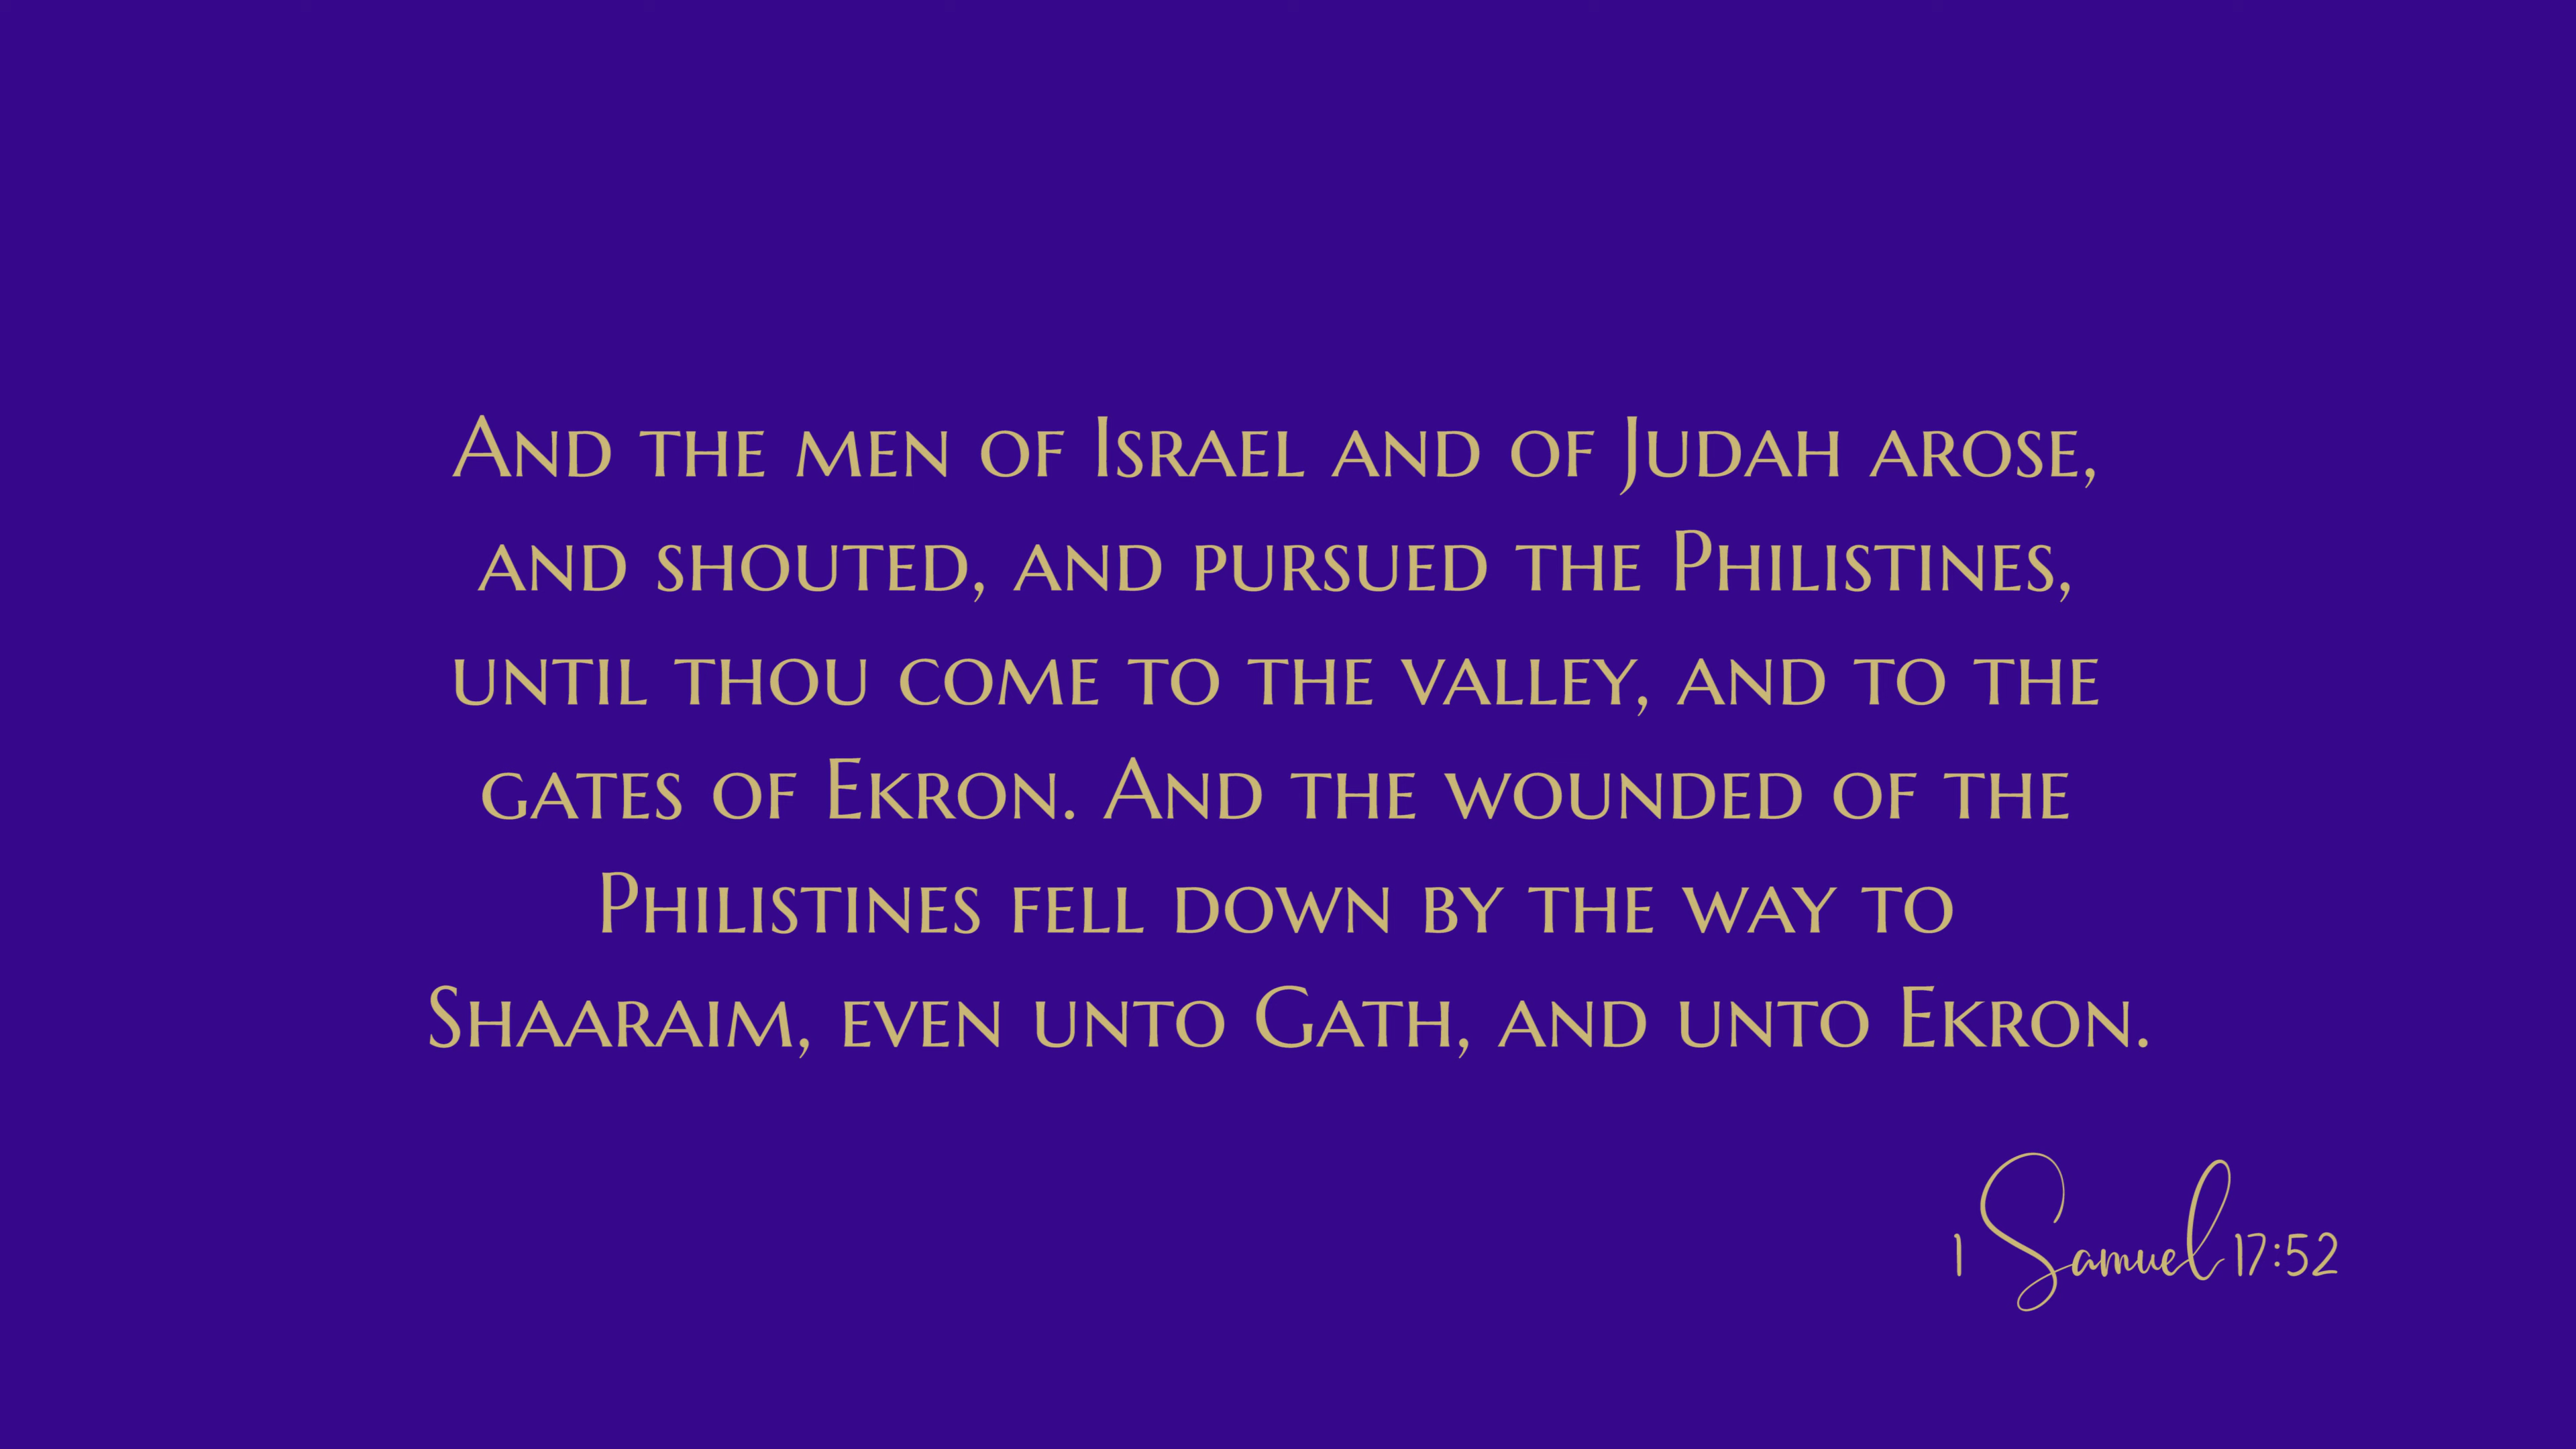 And the men of Israel and of Judah arose,
and shouted, and pursued the Philistines,
until thou come to the valley, and to the
gates of Ekron. And the wounded of the
Philistines fell down by the way to
Shaaraim, even unto Gath, and unto Ekron.
1 Samuel 17:52